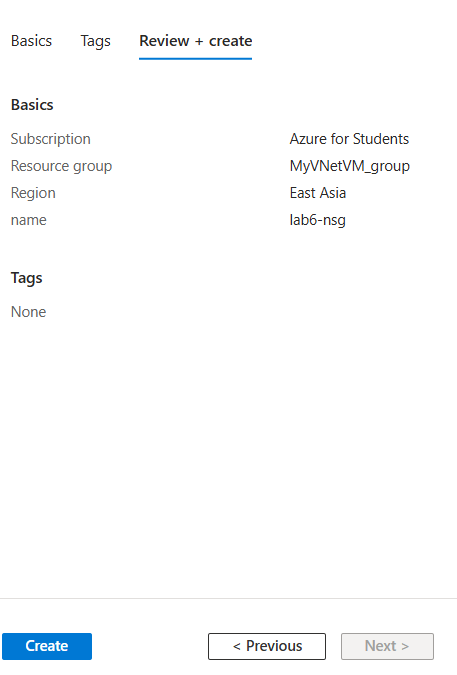 Basics Tags Review + create
Basics
Subscription Azure for Students
Resource group MyVNetVM_group
Region East Asia
name lab6-nsg
Tags
None
Create < Previous Next >